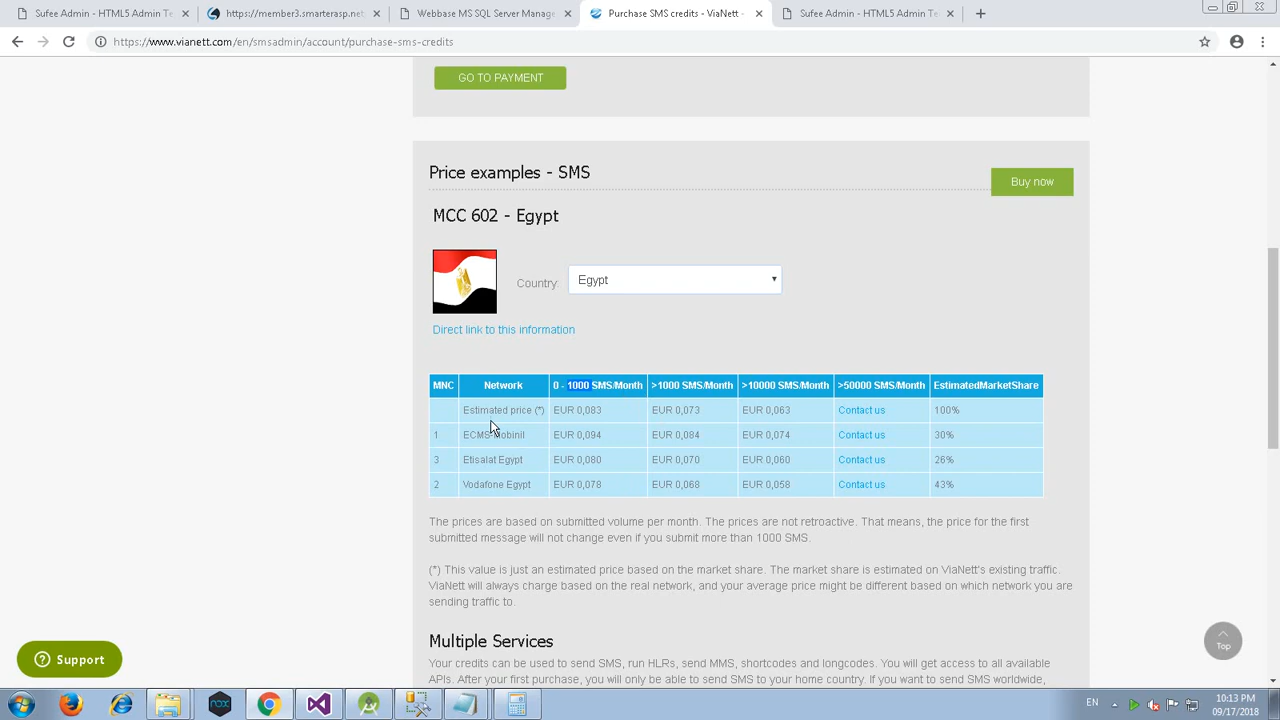 Sufee Admin - HTML5 Admin Te
https://member3.smarterasp.net
Webbase MS SQL Server Manage
Purchase SMS credits - ViaNett -
Sufee Admin - HTML5 Admin Te
https://www.vianett.com/en/smsadmin/account/purchase-sms-credits
GO TO PAYMENT
Price examples - SMS
Buy now
MCC 602 - Egypt
Country:
Egypt
Direct link to this information
MNC Network 0 - 1000 SMS/Month >1000 SMS/Month >10000 SMS/Month >50000 SMS/Month EstimatedMarketShare
Estimated price (*) EUR 0,083 EUR 0,073 EUR 0,063 Contact us 100%
1 ECMS-Mobinil EUR 0,094 EUR 0,084 EUR 0,074 Contact us 30%
3 Etisalat Egypt EUR 0,080 EUR 0,070 EUR 0,060 Contact us 26%
2 Vodafone Egypt EUR 0,078 EUR 0,068 EUR 0,058 Contact us 43%
The prices are based on submitted volume per month. The prices are not retroactive. That means, the price for the first
submitted message will not change even if you submit more than 1000 SMS.
(*) This value is just an estimated price based on the market share. The market share is estimated on ViaNett's existing traffic.
ViaNett will always charge based on the real network, and your average price might be different based on which network you are
sending traffic to.
Multiple Services
Your credits can be used to send SMS, run HLRs, send MMS, shortcodes and longcodes. You will get access to all available
APIs. After your first purchase, you will only be able to send SMS to your home country. If you want to send SMS worldwide,
Top
Support
nox
EN
10:13 PM
09/17/2018